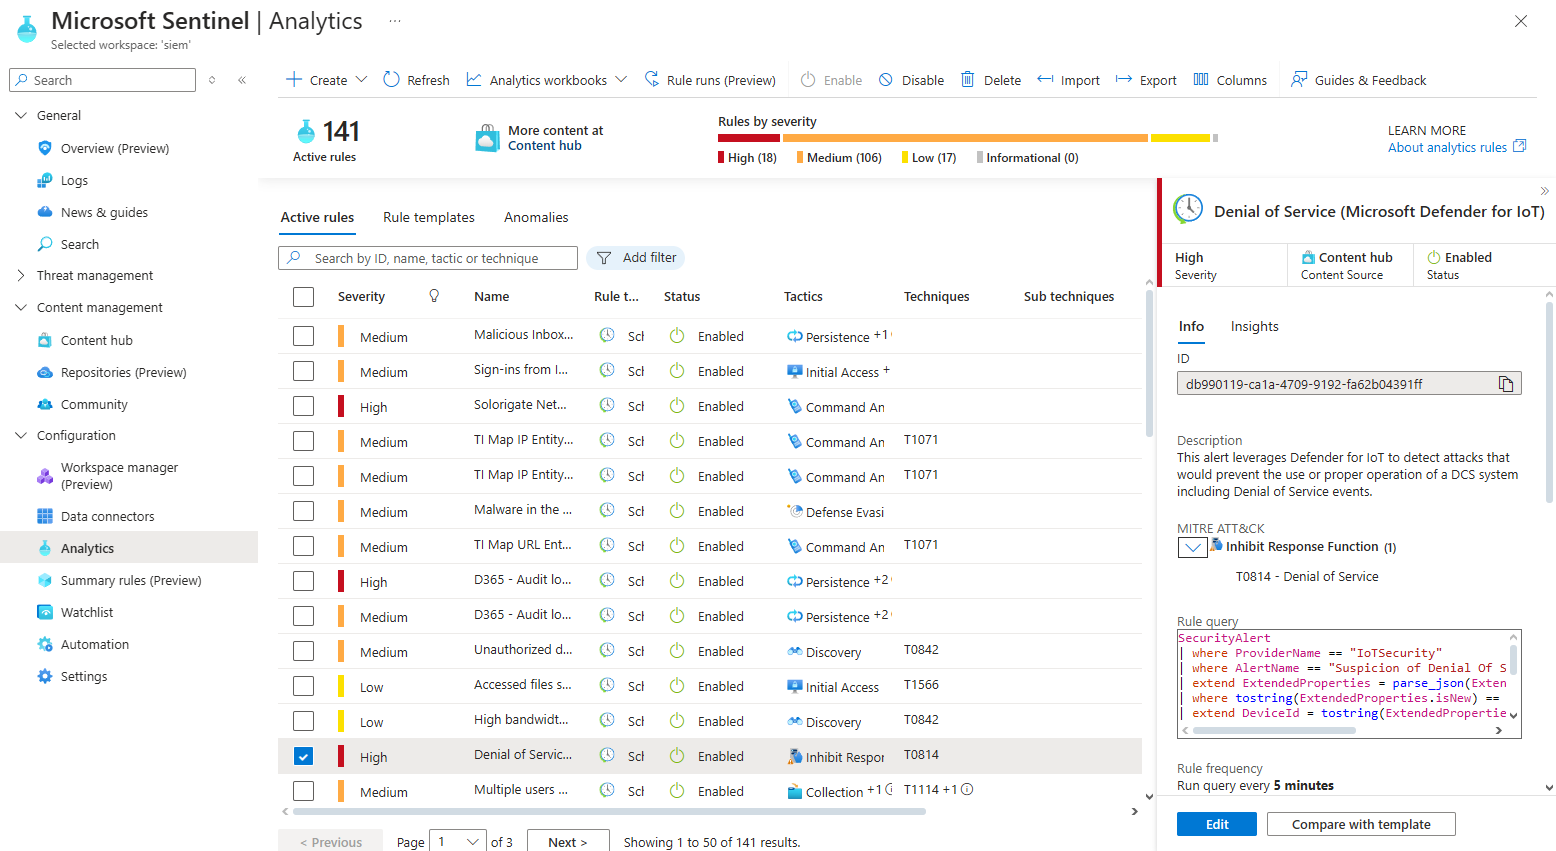 Microsoft Sentinel | Analytics ...
Selected workspace: 'siem'
Search
General
Overview (Preview)
Logs
News & guides
Search
Threat management
Content management
Content hub
Repositories (Preview)
Community
Configuration
Workspace manager
(Preview)
Data connectors
Analytics
Summary rules (Preview)
Watchlist
Automation
Settings
Create Refresh Analytics workbooks Rule runs (Preview) Enable Disable Delete Import Export Columns Guides & Feedback
141
Active rules
More content at
Content hub
Rules by severity
High (18) Medium (106) Low (17) Informational (0)
LEARN MORE
About analytics rules
Active rules Rule templates Anomalies
Search by ID, name, tactic or technique Add filter
Severity Name Rule t... Status Tactics Techniques Sub techniques
Medium Malicious Inbox... Scl Enabled Persistence +1
Medium Sign-ins from I... Scl Enabled Initial Access +
High Solorigate Net... Scl Enabled Command An
Medium TI Map IP Entity... Scl Enabled Command An T1071
Medium TI Map IP Entity... Scl Enabled Command An T1071
Medium Malware in the ... Scl Enabled Defense Evasi
Medium TI Map URL Ent... Scl Enabled Command An T1071
High D365 - Audit lo... Scl Enabled Persistence +2
Medium D365 - Audit lo... Scl Enabled Persistence +2
Medium Unauthorized d... Scl Enabled Discovery T0842
Low Accessed files s... Scl Enabled Initial Access T1566
Low High bandwidt... Scl Enabled Discovery T0842
High Denial of Servic... Scl Enabled Inhibit Respor T0814
Medium Multiple users ... Scl Enabled Collection +1 T1114 +1
< Previous Page 1 of 3 Next > Showing 1 to 50 of 141 results.
Denial of Service (Microsoft Defender for IoT)
High
Severity
Content hub
Content Source
Enabled
Status
Info Insights
ID
db990119-ca1a-4709-9192-fa62b04391ff
Description
This alert leverages Defender for IoT to detect attacks that
would prevent the use or proper operation of a DCS system
including Denial of Service events.
MITRE ATT&CK
Inhibit Response Function (1)
T0814 - Denial of Service
Rule query
SecurityAlert
| where ProviderName == "IoTSecurity"
| where AlertName == "Suspicion of Denial Of S
| extend ExtendedProperties = parse_json(Exten
| where tostring(ExtendedProperties.isNew) ==
| extend DeviceId = tostring(ExtendedPropertie
Rule frequency
Run query every 5 minutes
Edit Compare with template